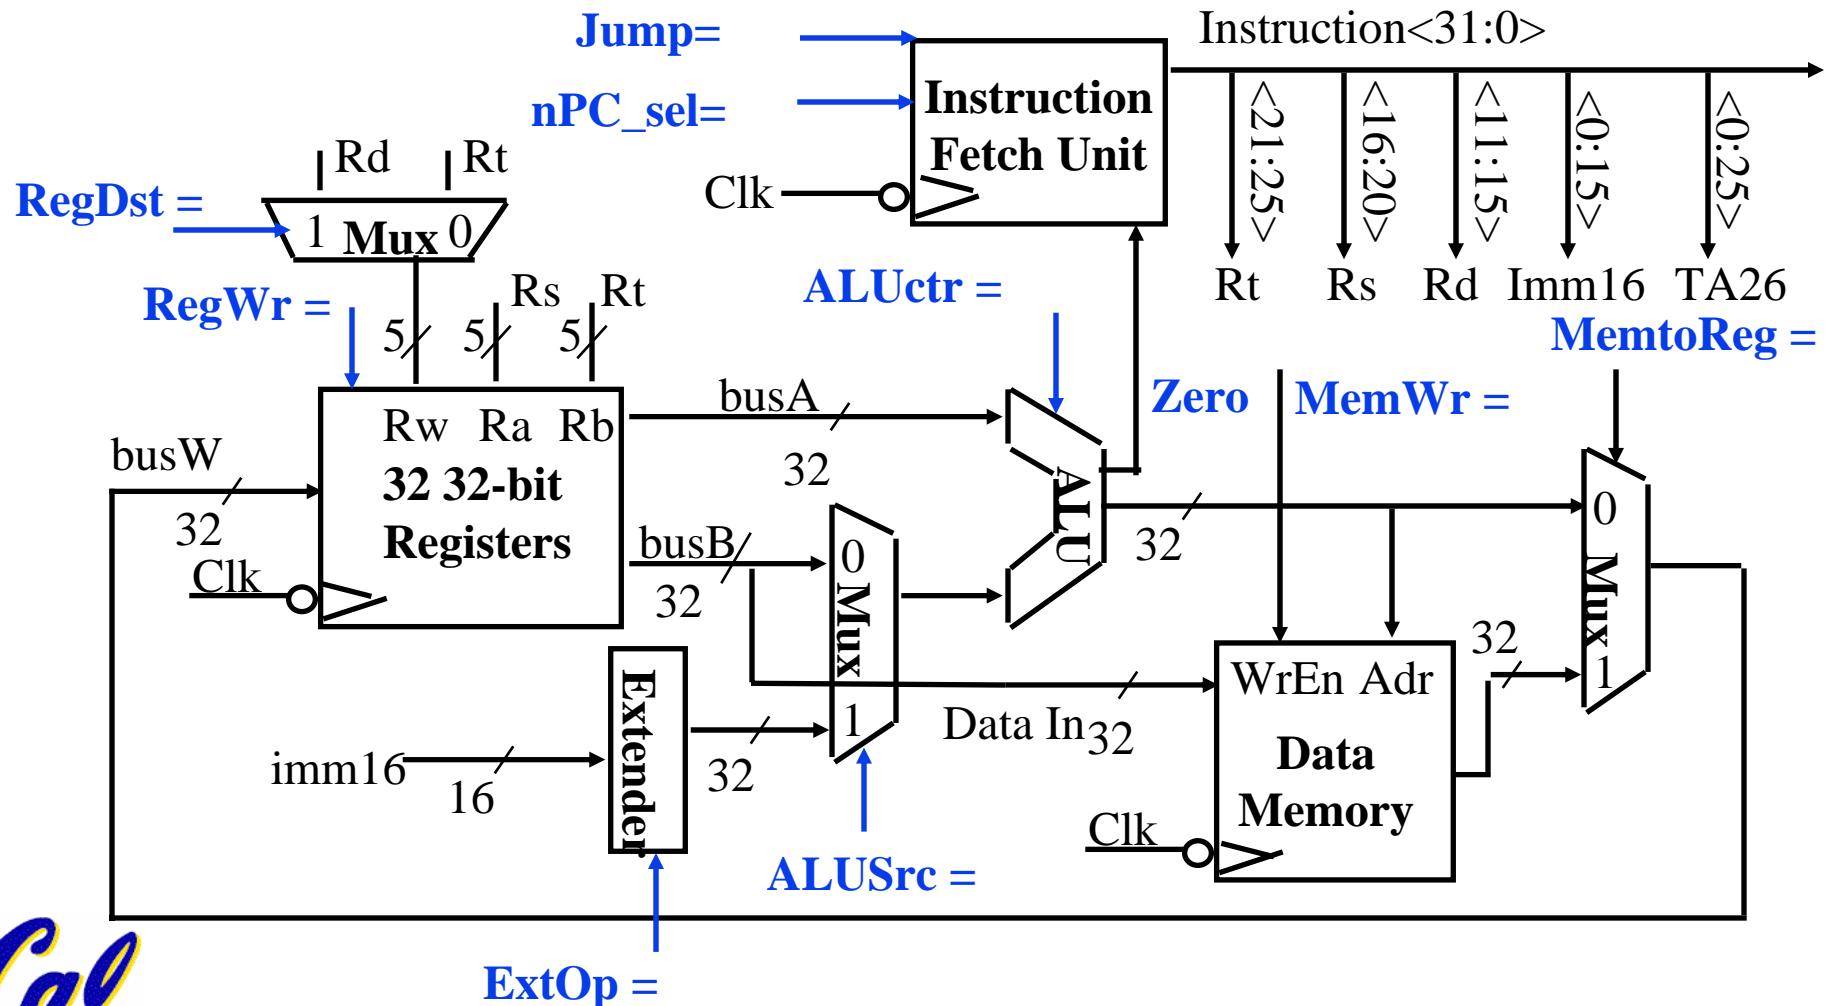 Jump=
Instruction<31:0>
nPC_sel=
Instruction
Fetch Unit
<21:25>
<16:20>
<11:15>
<0:15>
<0:25>
Rd
Rt
Clk
RegDst =
1 Mux 0
Rt
Rs
Rd
Imm16
TA26
RegWr =
Rs
Rt
ALUctr =
MemtoReg =
5
5
5
busA
Zero
MemWr =
Rw Ra Rb
busW
32 32-bit
Registers
32
32
ALU
0
32
busB
0
32
Mux
Clk
32
Mux
32
1
WrEn Adr
Extender
1
Data In
32
imm16
16
32
Data
Memory
Clk
ALUSrc =
Cal
ExtOp =